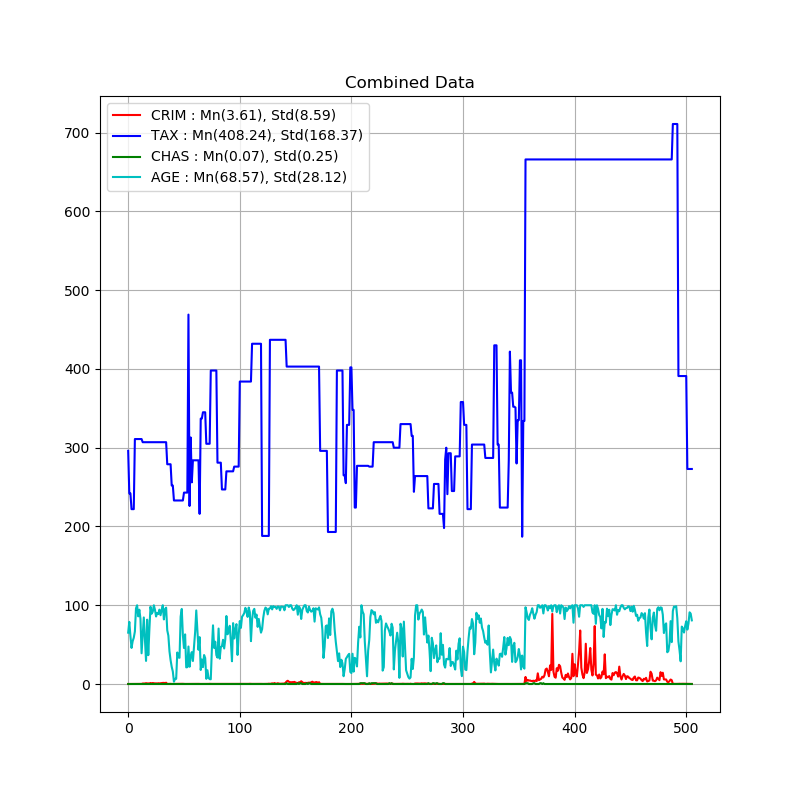 Combined Data
CRIM : Mn(3.61), Std(8.59)
TAX : Mn(408.24), Std(168.37)
CHAS : Mn(0.07), Std(0.25)
AGE : Mn(68.57), Std(28.12)
700
600
500
400
300
200
100
0
0 100 200 300 400 500